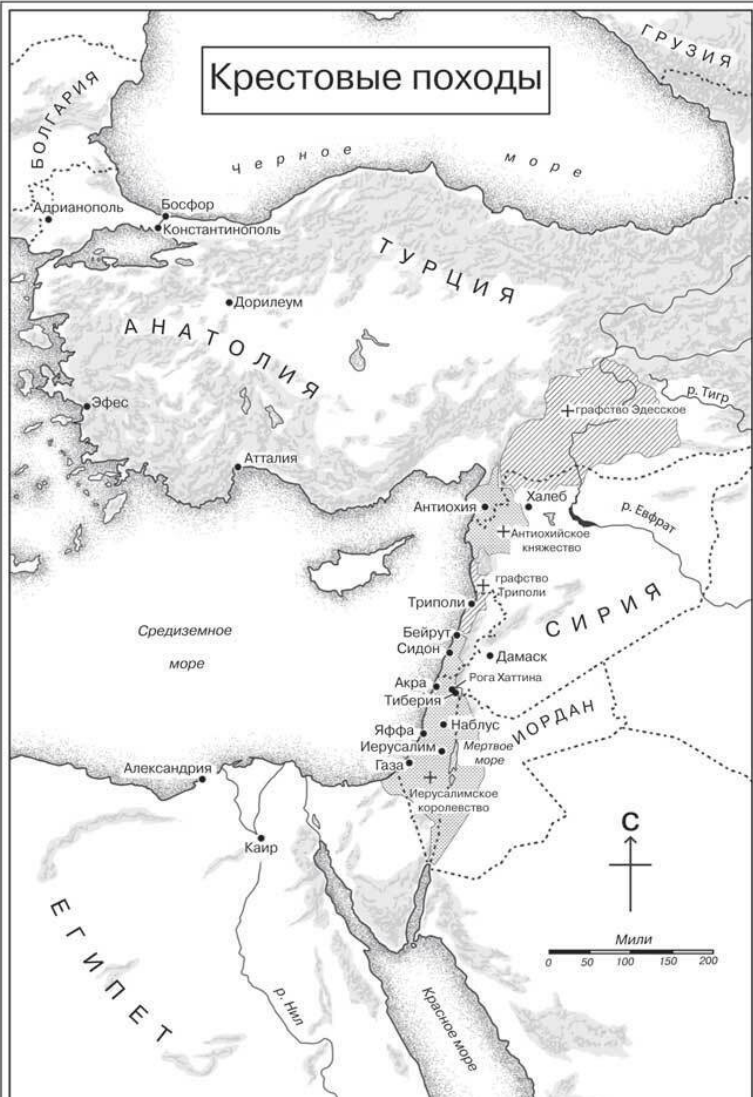 Крестовые походы
ГРУЗИЯ
БОЛГАРИЯ
Черное море
Адрианополь
Босфор
Константинополь
ТУРЦИЯ
Дорилеум
АНАТОЛИЯ
Эфес
р. Тигр
графство Эдесское
Атталия
Антиохия
Халеб
р. Евфрат
Антиохийское
княжество
графство
Триполи
Триполи
СИРИЯ
Средиземное
море
Бейрут
Сидон
Дамаск
Рога Хаттина
Акра
Тиберия
ИОРДАН
Наблус
Яффа
Иерусалим
Мертвое
море
Газа
Александрия
Иерусалимское
королевство
С
Каир
ЕГИПЕТ
Мили
0 50 100 150 200
р. Нил
Красное море